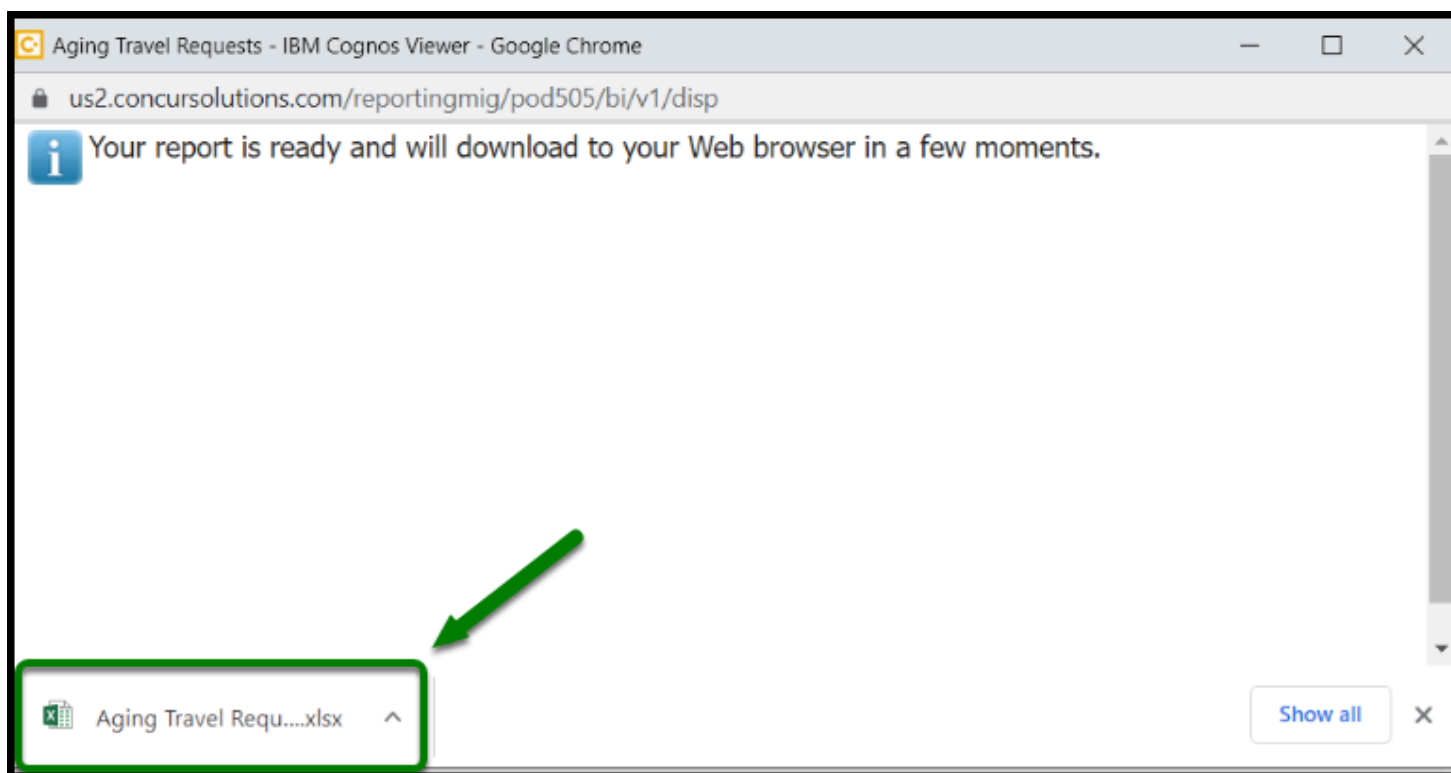 Aging Travel Requests - IBM Cognos Viewer - Google Chrome
us2.concursolutions.com/reportingmig/pod505/bi/v1/disp
Your report is ready and will download to your Web browser in a few moments.
Aging Travel Requ....xlsx
Show all